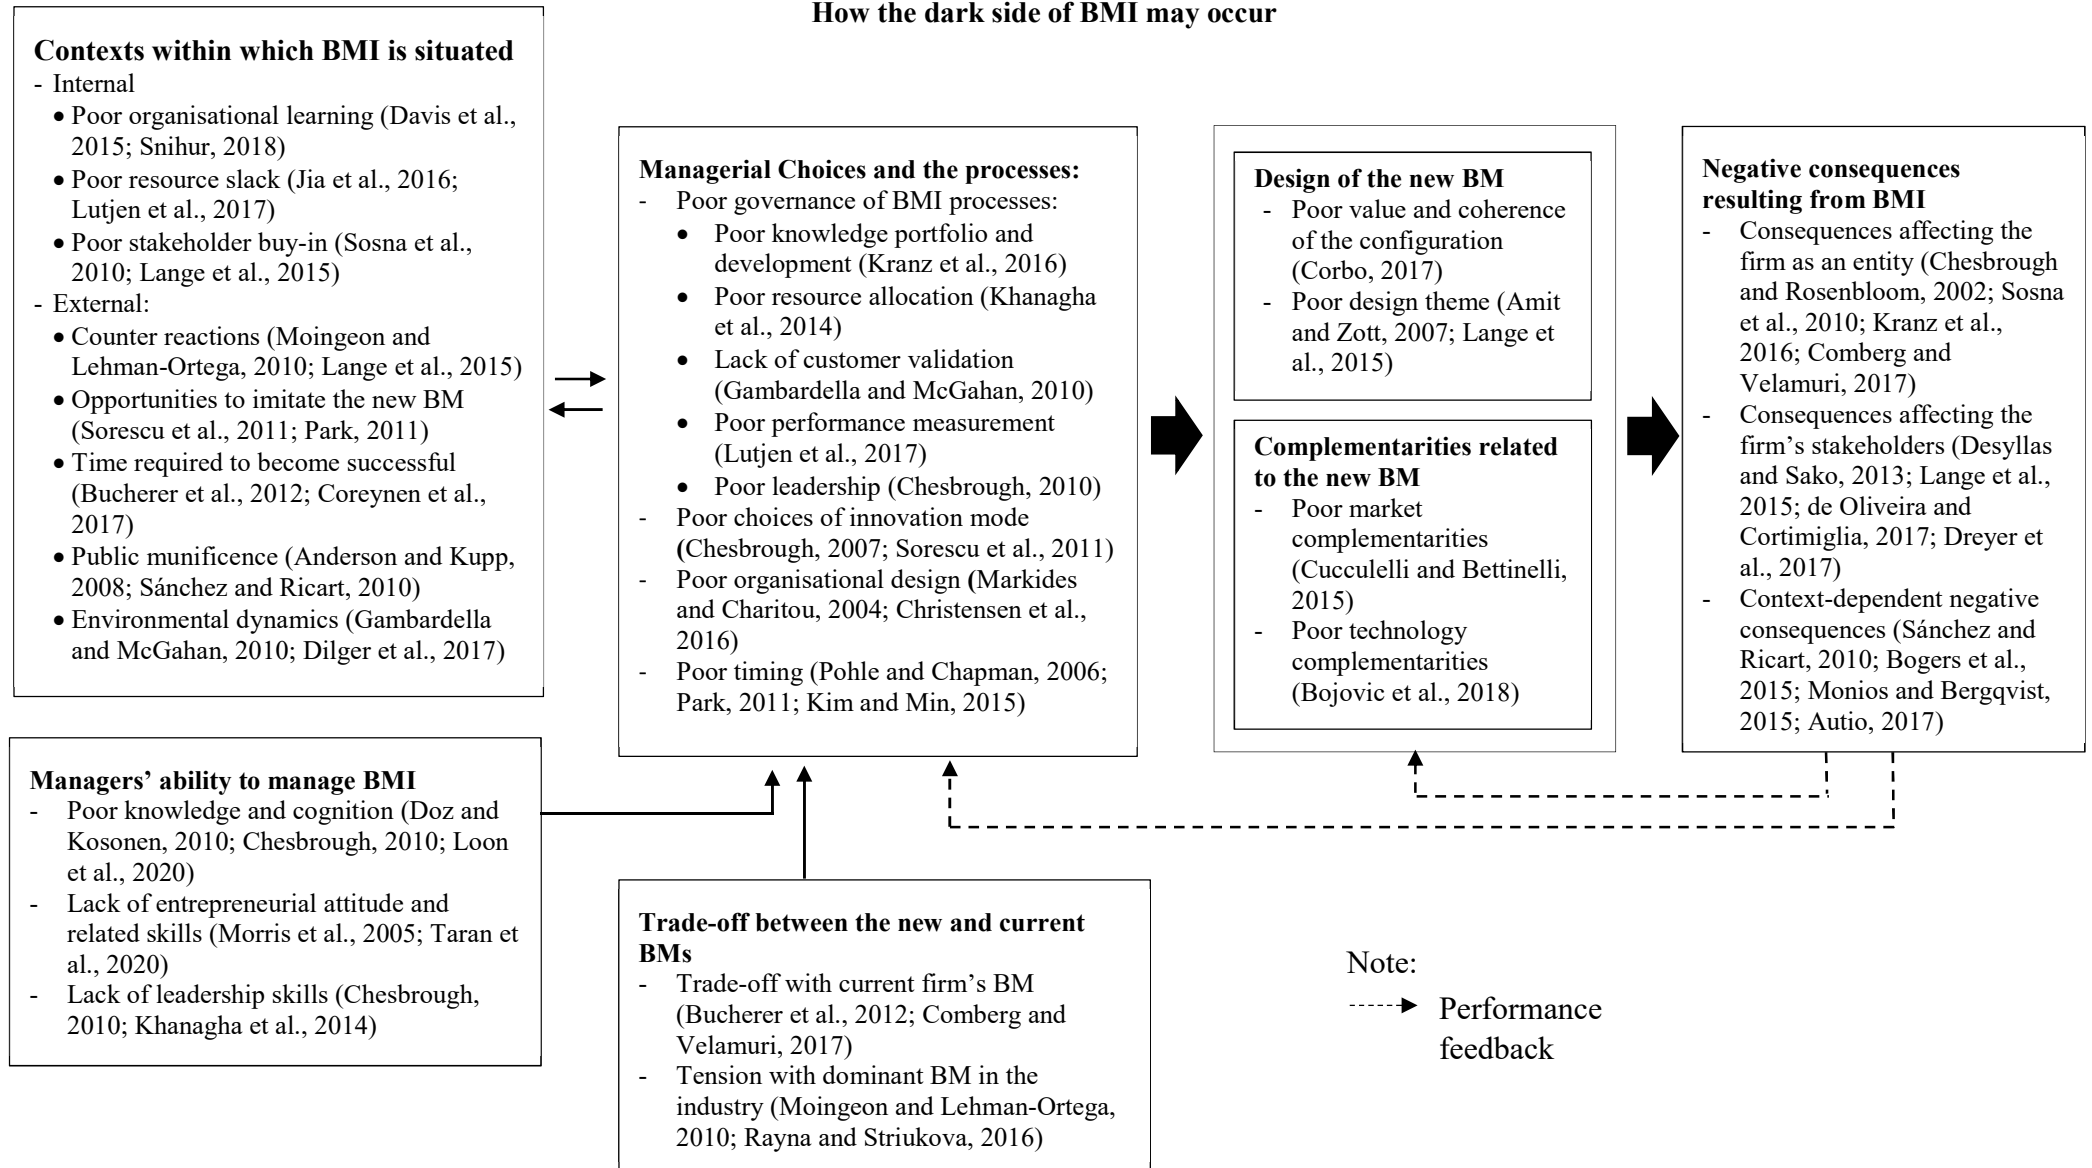 How the dark side of BMI may occur
Contexts within which BMI is situated
- Internal
• Poor organisational learning (Davis et al.,
2015; Snihur, 2018)
• Poor resource slack (Jia et al., 2016;
Lutjen et al., 2017)
• Poor stakeholder buy-in (Sosna et al.,
2010; Lange et al., 2015)
- External:
• Counter reactions (Moingeon and
Lehman-Ortega, 2010; Lange et al., 2015)
• Opportunities to imitate the new BM
(Sorescu et al., 2011; Park, 2011)
• Time required to become successful
(Bucherer et al., 2012; Coreynen et al.,
2017)
• Public munificence (Anderson and Kupp,
2008; Sánchez and Ricart, 2010)
• Environmental dynamics (Gambardella
and McGahan, 2010; Dilger et al., 2017)
Managers’ ability to manage BMI
- Poor knowledge and cognition (Doz and
Kosonen, 2010; Chesbrough, 2010; Loon
et al., 2020)
- Lack of entrepreneurial attitude and
related skills (Morris et al., 2005; Taran et
al., 2020)
- Lack of leadership skills (Chesbrough,
2010; Khanagha et al., 2014)
Managerial Choices and the processes:
- Poor governance of BMI processes:
• Poor knowledge portfolio and
development (Kranz et al., 2016)
• Poor resource allocation (Khanagha
et al., 2014)
• Lack of customer validation
(Gambardella and McGahan, 2010)
• Poor performance measurement
(Lutjen et al., 2017)
• Poor leadership (Chesbrough, 2010)
- Poor choices of innovation mode
(Chesbrough, 2007; Sorescu et al., 2011)
- Poor organisational design (Markides
and Charitou, 2004; Christensen et al.,
2016)
- Poor timing (Pohle and Chapman, 2006;
Park, 2011; Kim and Min, 2015)
Trade-off between the new and current
BMs
- Trade-off with current firm’s BM
(Bucherer et al., 2012; Comberg and
Velamuri, 2017)
- Tension with dominant BM in the
industry (Moingeon and Lehman-Ortega,
2010; Rayna and Striukova, 2016)
Design of the new BM
- Poor value and coherence
of the configuration
(Corbo, 2017)
- Poor design theme (Amit
and Zott, 2007; Lange et
al., 2015)
Complementarities related
to the new BM
- Poor market
complementarities
(Cucculelli and Bettinelli,
2015)
- Poor technology
complementarities
(Bojovic et al., 2018)
Negative consequences
resulting from BMI
- Consequences affecting the
firm as an entity (Chesbrough
and Rosenbloom, 2002; Sosna
et al., 2010; Kranz et al.,
2016; Comberg and
Velamuri, 2017)
- Consequences affecting the
firm’s stakeholders (Desyllas
and Sako, 2013; Lange et al.,
2015; de Oliveira and
Cortimiglia, 2017; Dreyer et
al., 2017)
- Context-dependent negative
consequences (Sánchez and
Ricart, 2010; Bogers et al.,
2015; Monios and Bergqvist,
2015; Autio, 2017)
Note:
Performance
feedback